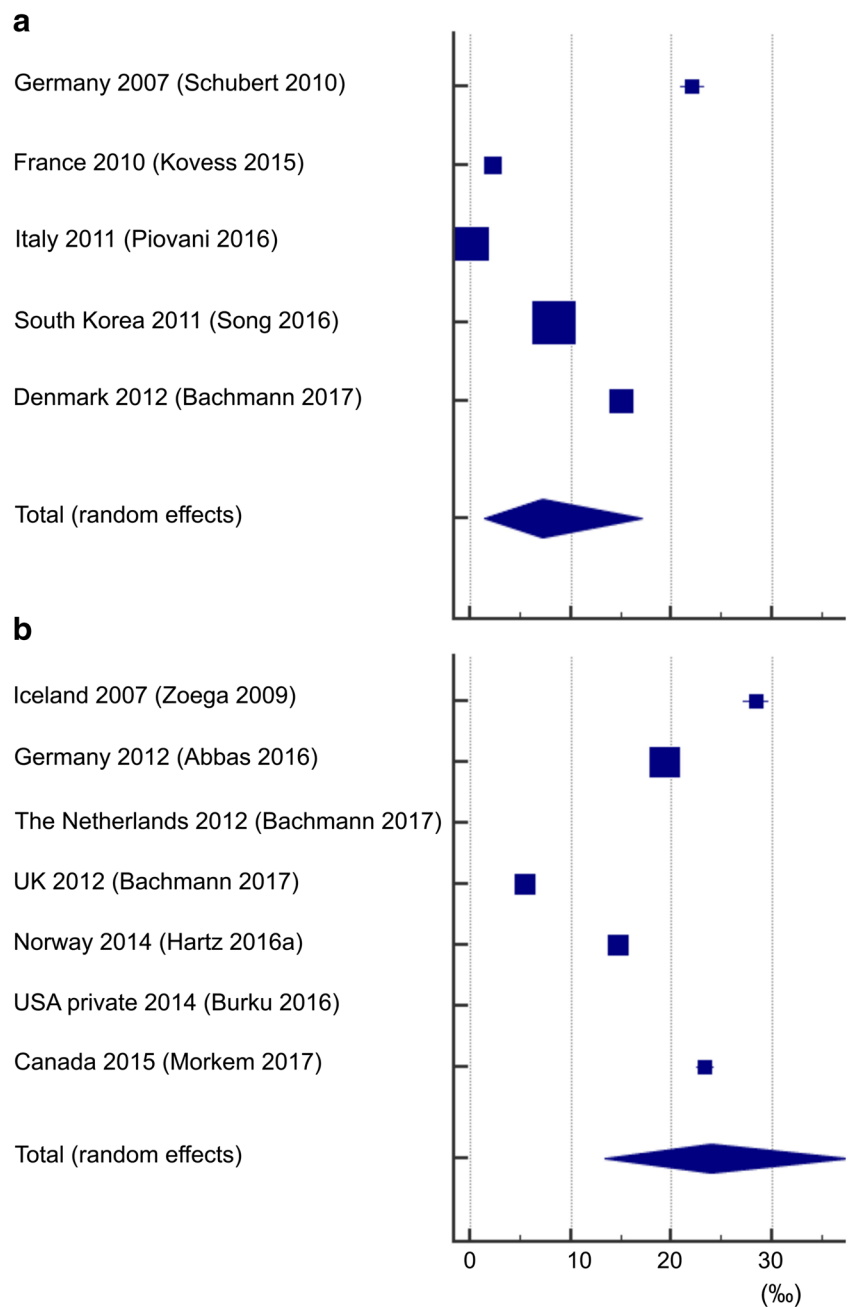 a
Germany 2007 (Schubert 2010)
France 2010 (Kovess 2015)
Italy 2011 (Piovani 2016)
South Korea 2011 (Song 2016)
Denmark 2012 (Bachmann 2017)
Total (random effects)
b
Iceland 2007 (Zoega 2009)
Germany 2012 (Abbas 2016)
The Netherlands 2012 (Bachmann 2017)
UK 2012 (Bachmann 2017)
Norway 2014 (Hartz 2016a)
USA private 2014 (Burku 2016)
Canada 2015 (Morkem 2017)
Total (random effects)
0 10 20 30
(‰)